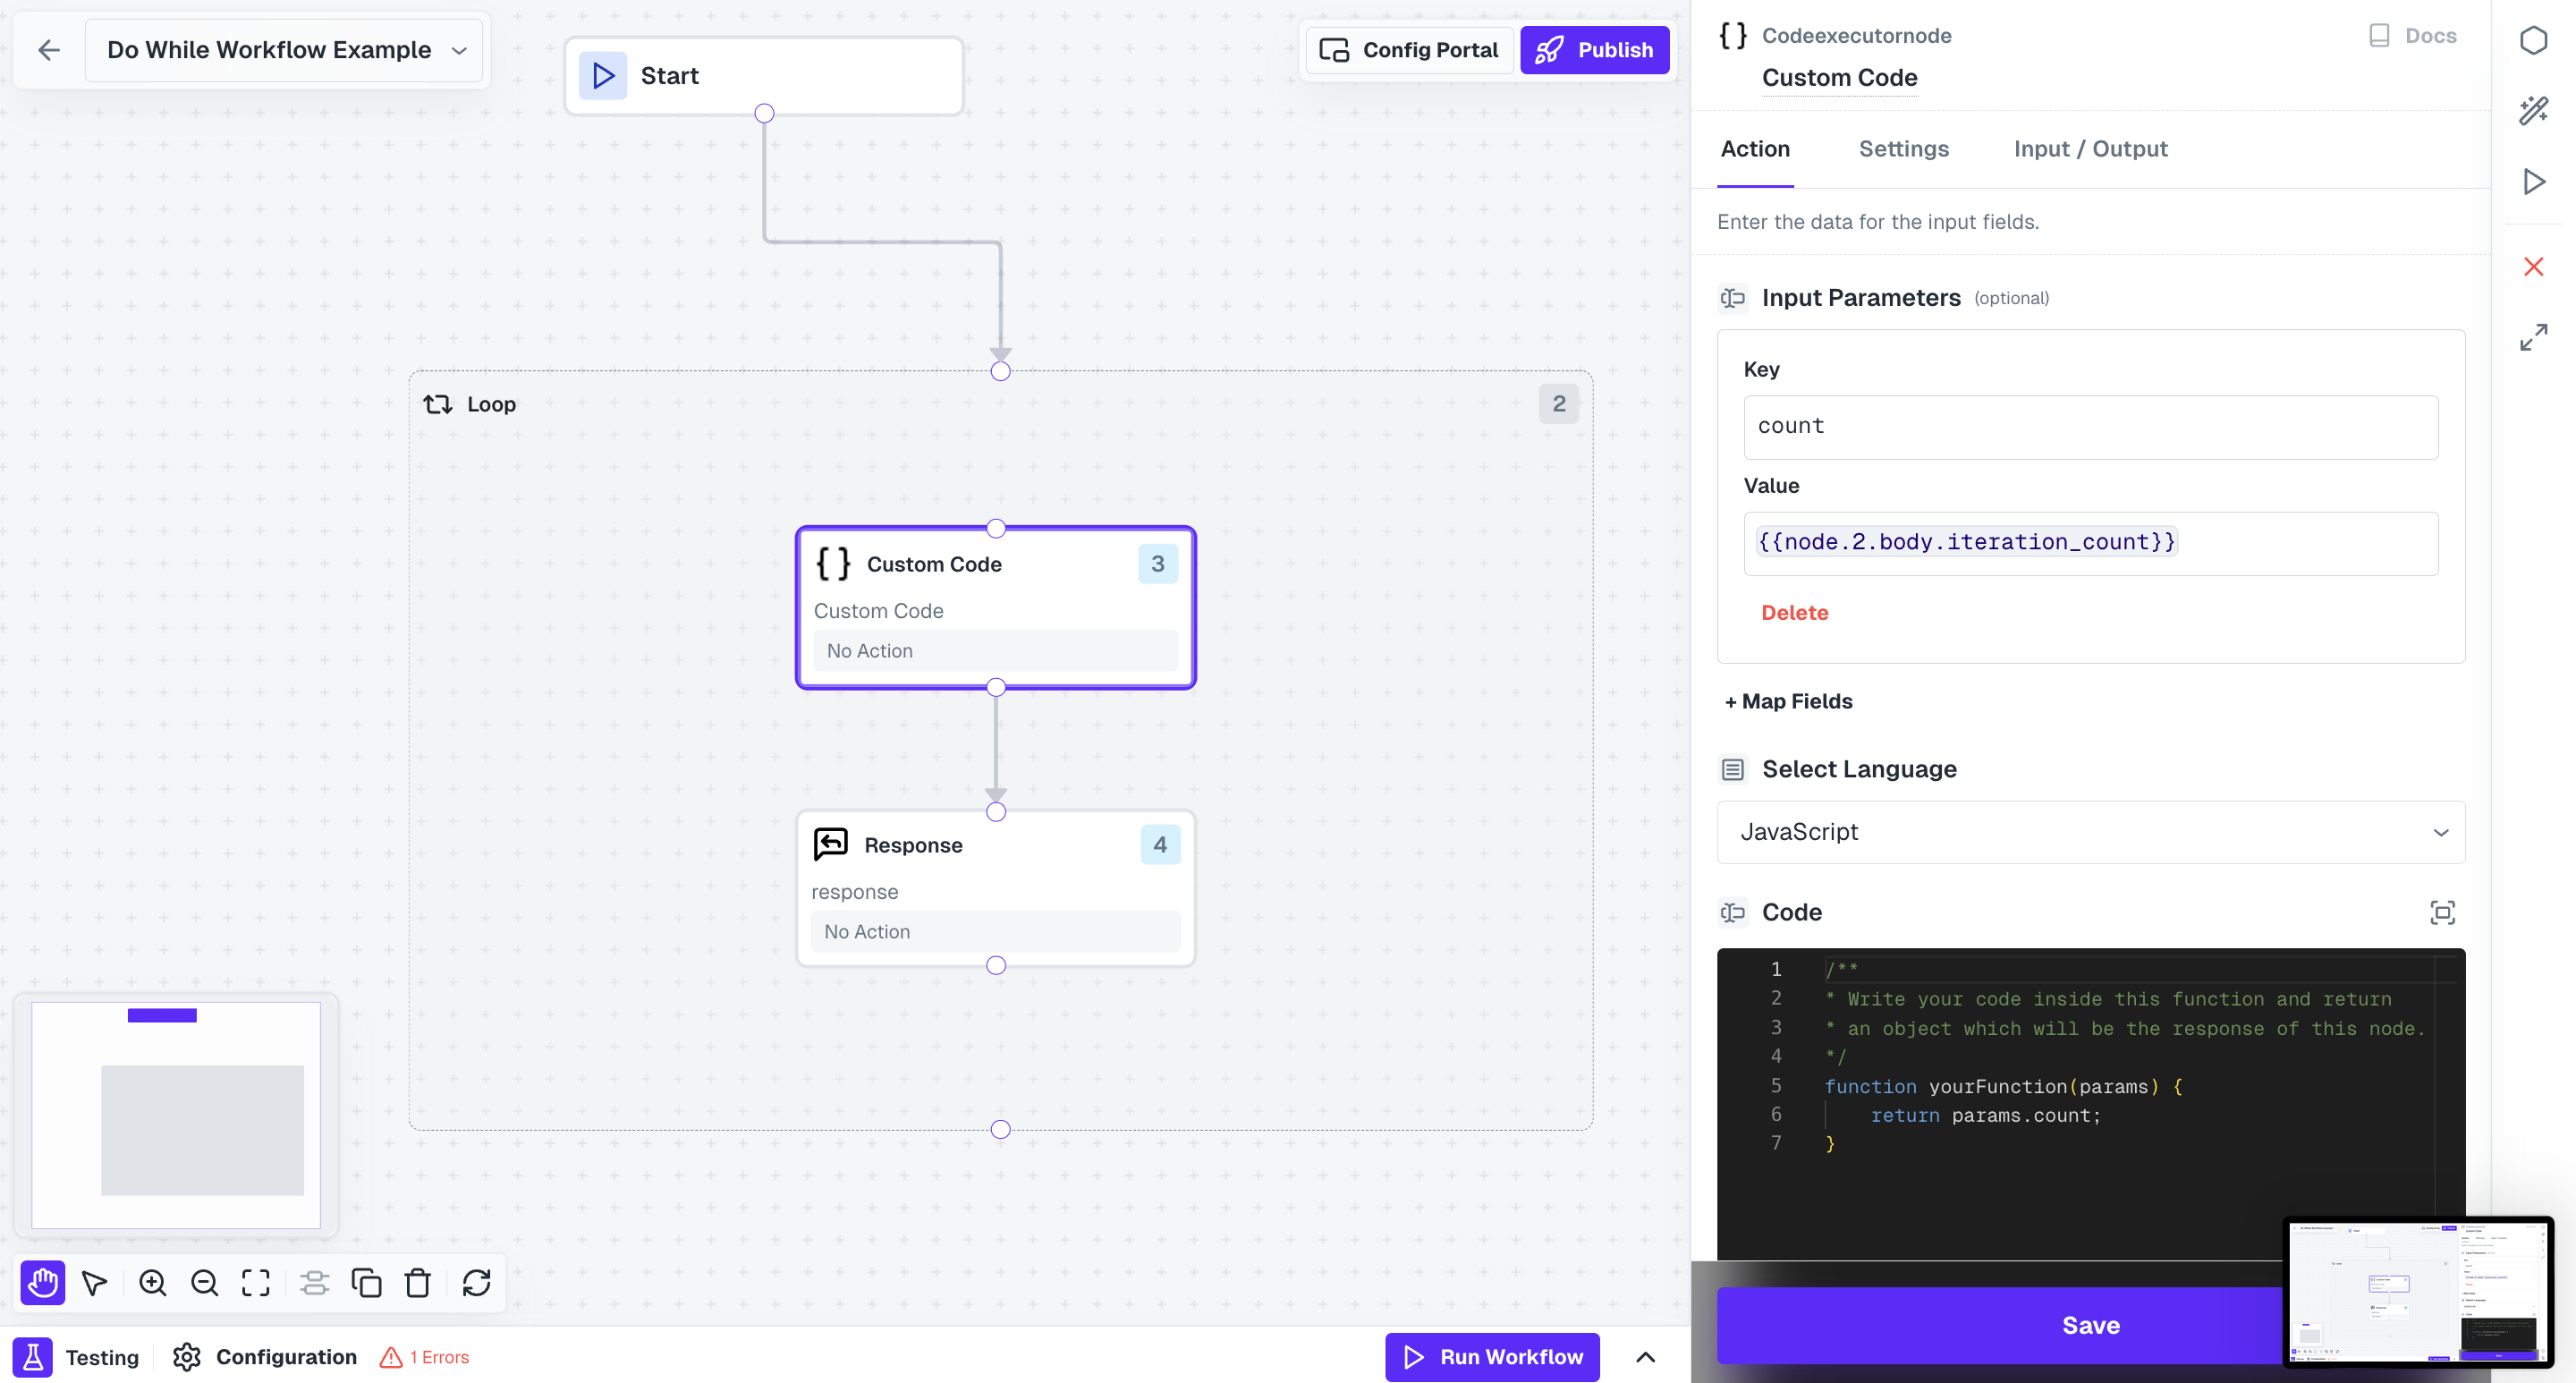 Do While Workflow Example
Start
Config Portal
Publish
Loop
2
Custom Code
3
Custom Code
No Action
Response
4
response
No Action
Testing
Configuration
1 Errors
Run Workflow
Codeexecutornode
Docs
Custom Code
Action
Settings
Input / Output
Enter the data for the input fields.
Input Parameters (optional)
Key
count
Value
{{node.2.body.iteration_count}}
Delete
+ Map Fields
Select Language
JavaScript
Code
1 /**
2 * Write your code inside this function and return
3 * an object which will be the response of this node.
4 */
5 function yourFunction(params) {
6 return params.count;
7 }
Save